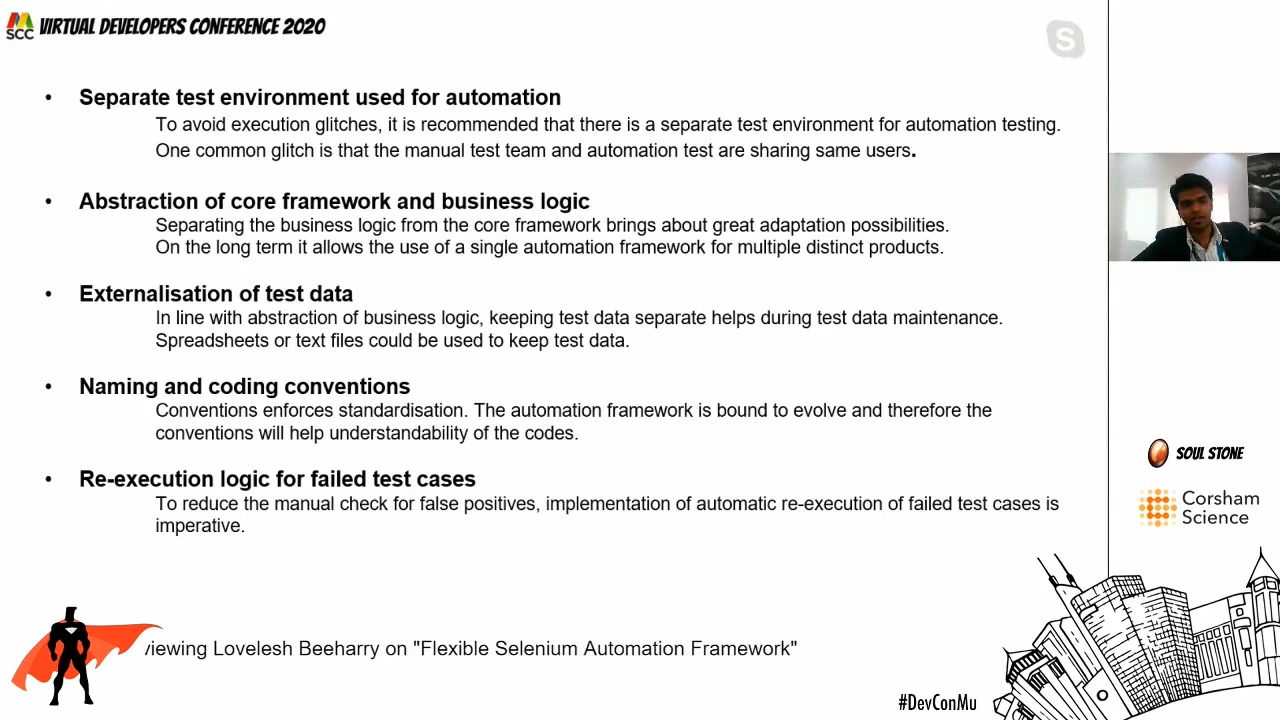 SCC VIRTUAL DEVELOPERS CONFERENCE 2020
S
• Separate test environment used for automation
To avoid execution glitches, it is recommended that there is a separate test environment for automation testing.
One common glitch is that the manual test team and automation test are sharing same users.
• Abstraction of core framework and business logic
Separating the business logic from the core framework brings about great adaptation possibilities.
On the long term it allows the use of a single automation framework for multiple distinct products.
• Externalisation of test data
In line with abstraction of business logic, keeping test data separate helps during test data maintenance.
Spreadsheets or text files could be used to keep test data.
• Naming and coding conventions
Conventions enforces standardisation. The automation framework is bound to evolve and therefore the
conventions will help understandability of the codes.
• Re-execution logic for failed test cases
To reduce the manual check for false positives, implementation of automatic re-execution of failed test cases is
imperative.
SOUL STONE
Corsham
Science
viewing Lovelesh Beeharry on "Flexible Selenium Automation Framework"
#DevConMu